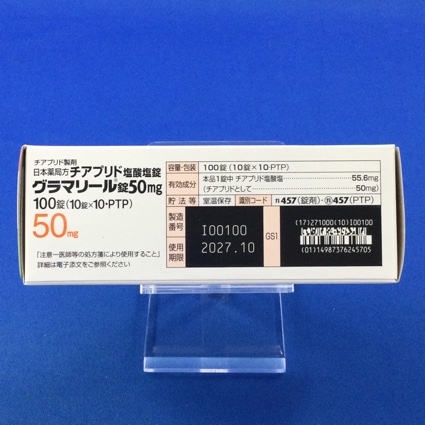 チアプリド製剤
日本薬局方 チアプリド塩酸塩錠
グラマリール®錠50mg
100錠(10錠×10・PTP)
50mg
「注意－医師等の処方箋により使用すること」
詳細は電子添文をご参照ください
容量・包装 100錠(10錠×10・PTP)
有効成分 本品1錠中 チアプリド塩酸塩……55.6mg
(チアプリドとして……50mg)
貯法等 室温保存 識別コード n457(錠剤)・n457(PTP)
製造番号 I00100
使用期限 2027.10
GS1
(17)271000(10)I00100
(01)14987376245705